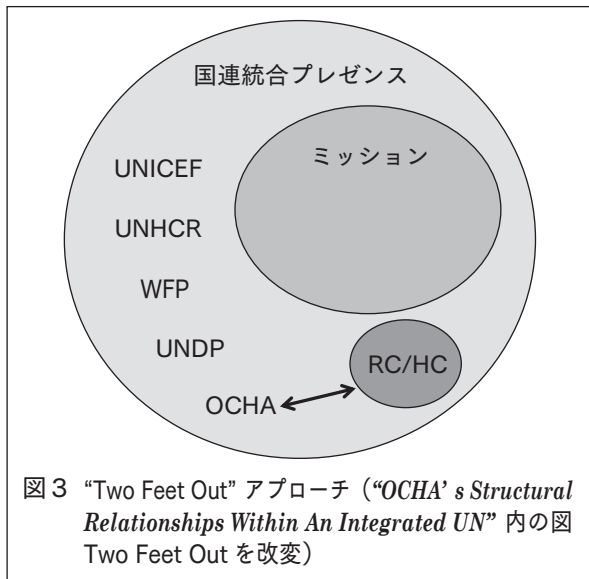 国連統合プレゼンス
ミッション
UNICEF
UNHCR
WFP
UNDP
RC/HC
OCHA
図3 “Two Feet Out” アプローチ(“OCHA’ s Structural
Relationships Within An Integrated UN” 内の図
Two Feet Out を改変)